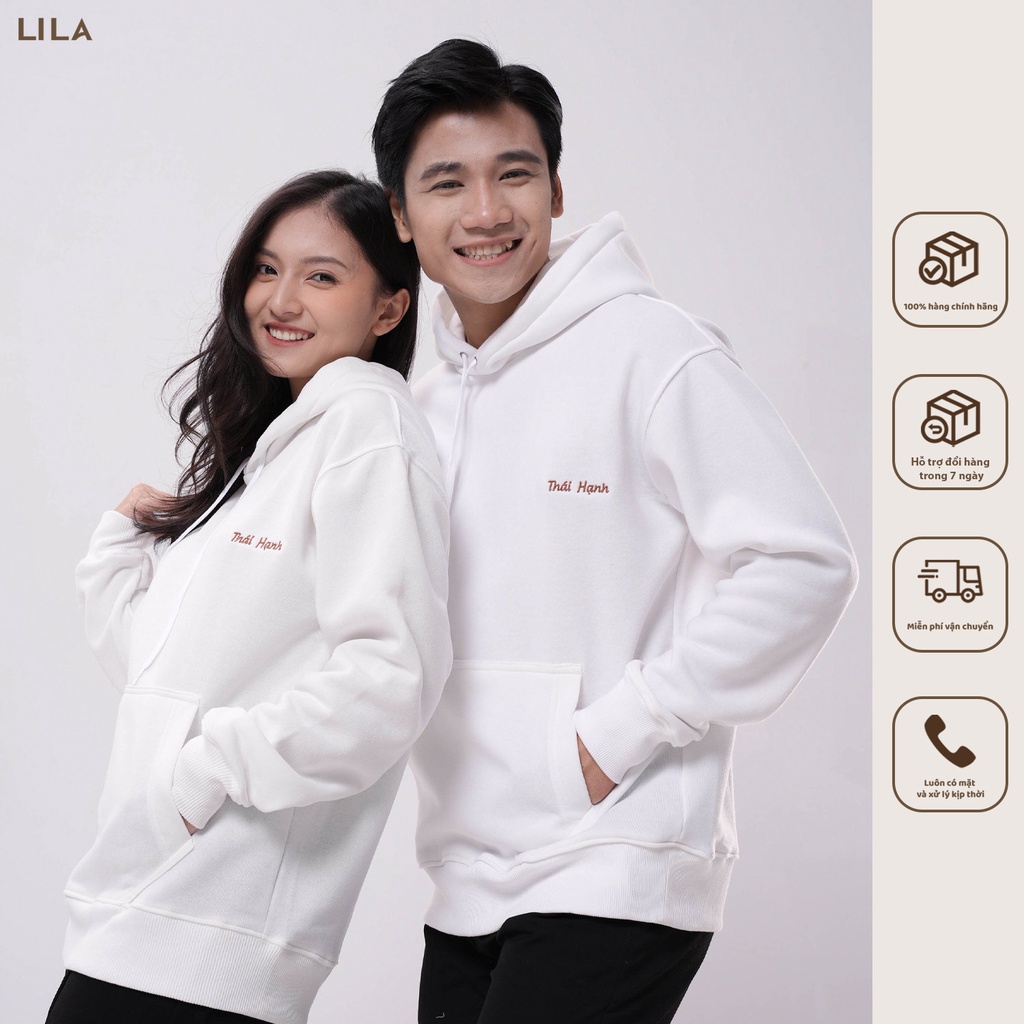 LILA
Thái Hạnh
Thái Hạnh
100% hàng chính hãng
Hỗ trợ đổi hàng
trong 7 ngày
Miễn phí vận chuyển
Luôn có mặt
và xử lý kịp thời